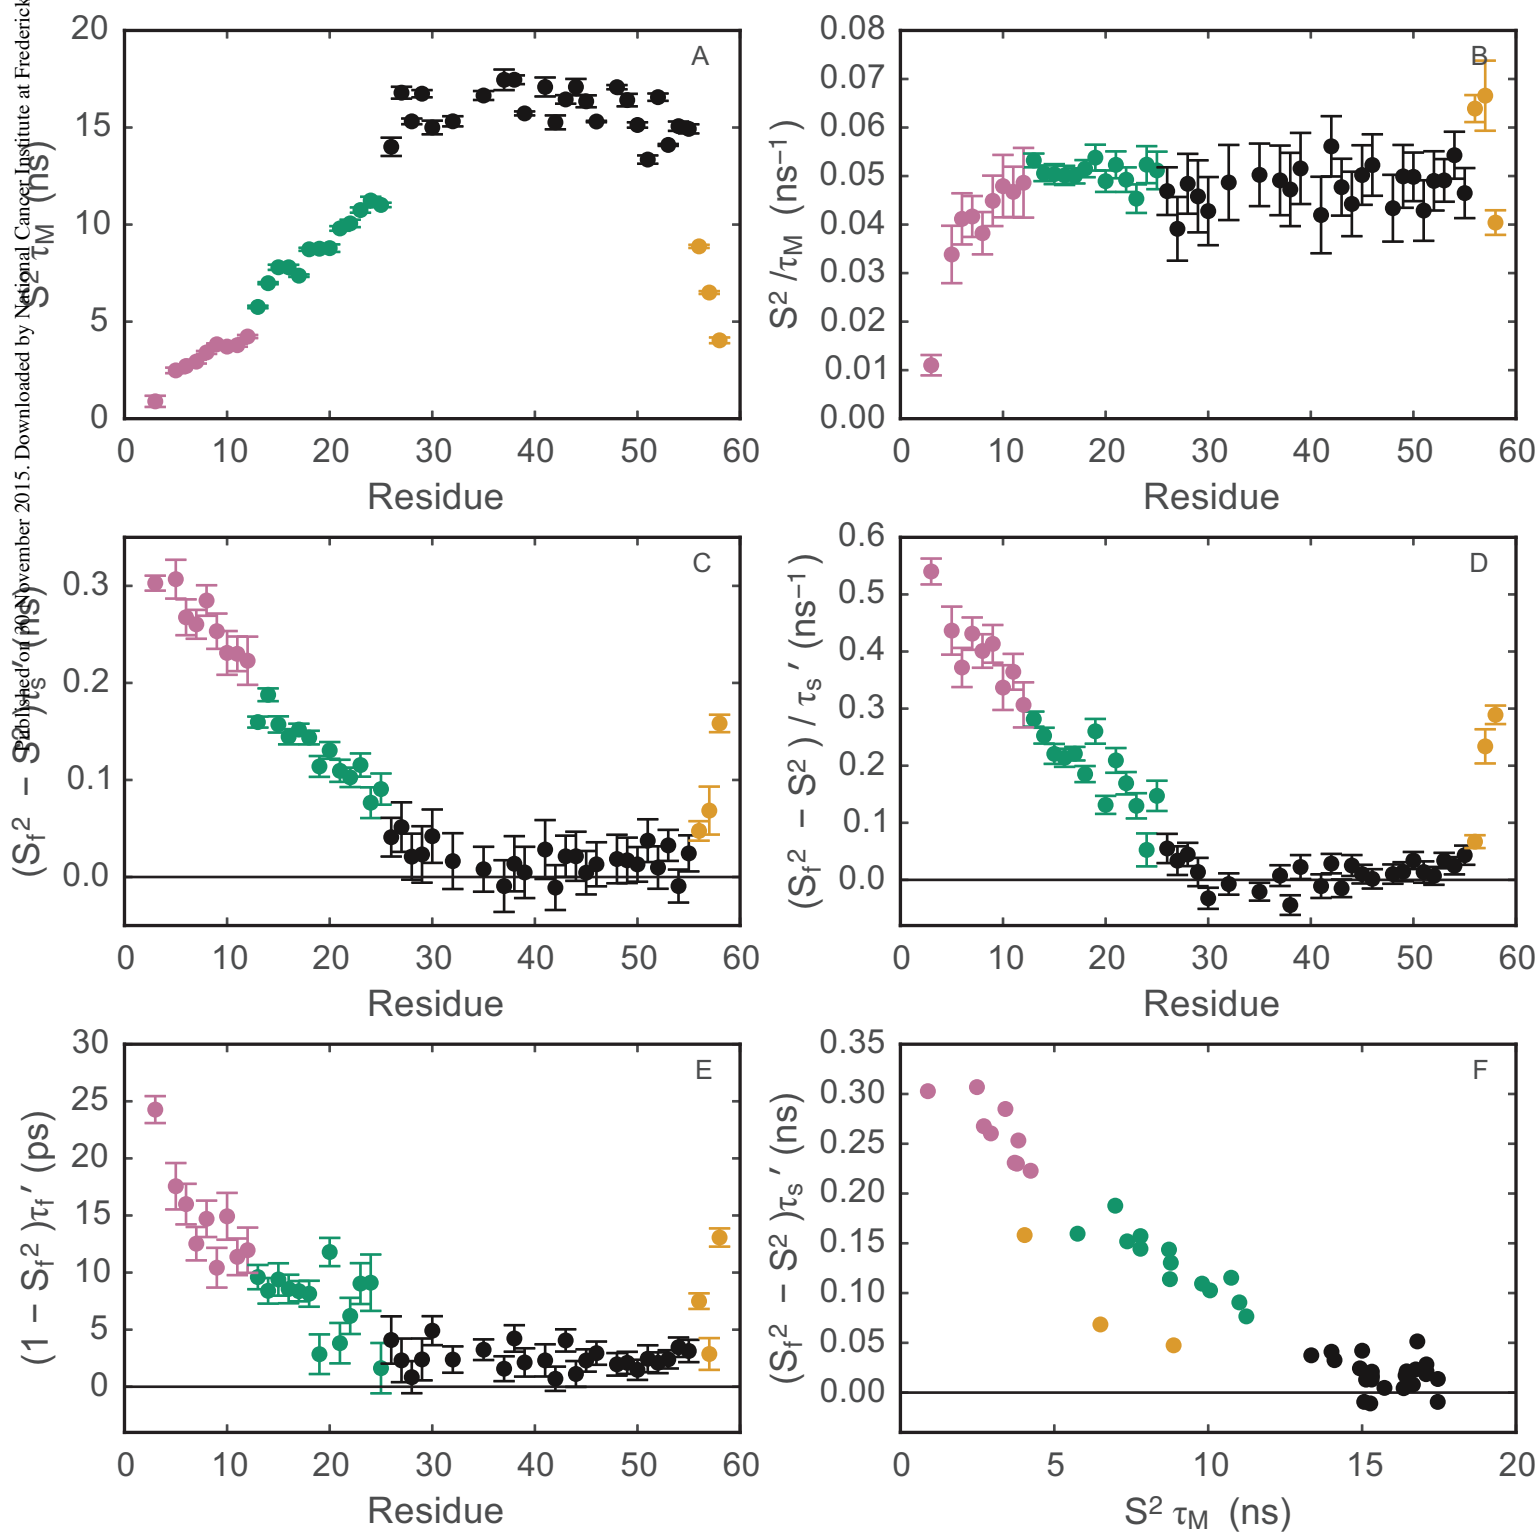 Published on 30 November 2015. Downloaded by National Cancer Institute at Frederick
A
S² τM (ns)
20
15
10
5
0
0 10 20 30 40 50 60
Residue
B
S² /τM (ns⁻¹)
0.08
0.07
0.06
0.05
0.04
0.03
0.02
0.01
0.00
0 10 20 30 40 50 60
Residue
C
(Sf² − S²)τs′ (ns)
0.3
0.2
0.1
0.0
0 10 20 30 40 50 60
Residue
D
(Sf² − S²) / τs′ (ns⁻¹)
0.6
0.5
0.4
0.3
0.2
0.1
0.0
0 10 20 30 40 50 60
Residue
E
(1 − Sf²)τf′ (ps)
30
25
20
15
10
5
0
0 10 20 30 40 50 60
Residue
F
(Sf² − S²)τs′ (ns)
0.35
0.30
0.25
0.20
0.15
0.10
0.05
0.00
0 5 10 15 20
S² τM (ns)